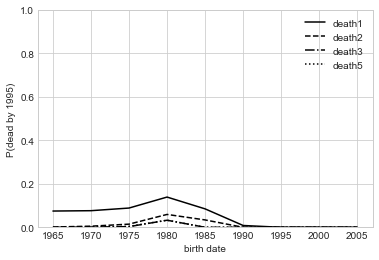 1.0
0.8
0.6
0.4
0.2
0.0
P(dead by 1995)
death1
death2
death3
death5
1965 1970 1975 1980 1985 1990 1995 2000 2005
birth date